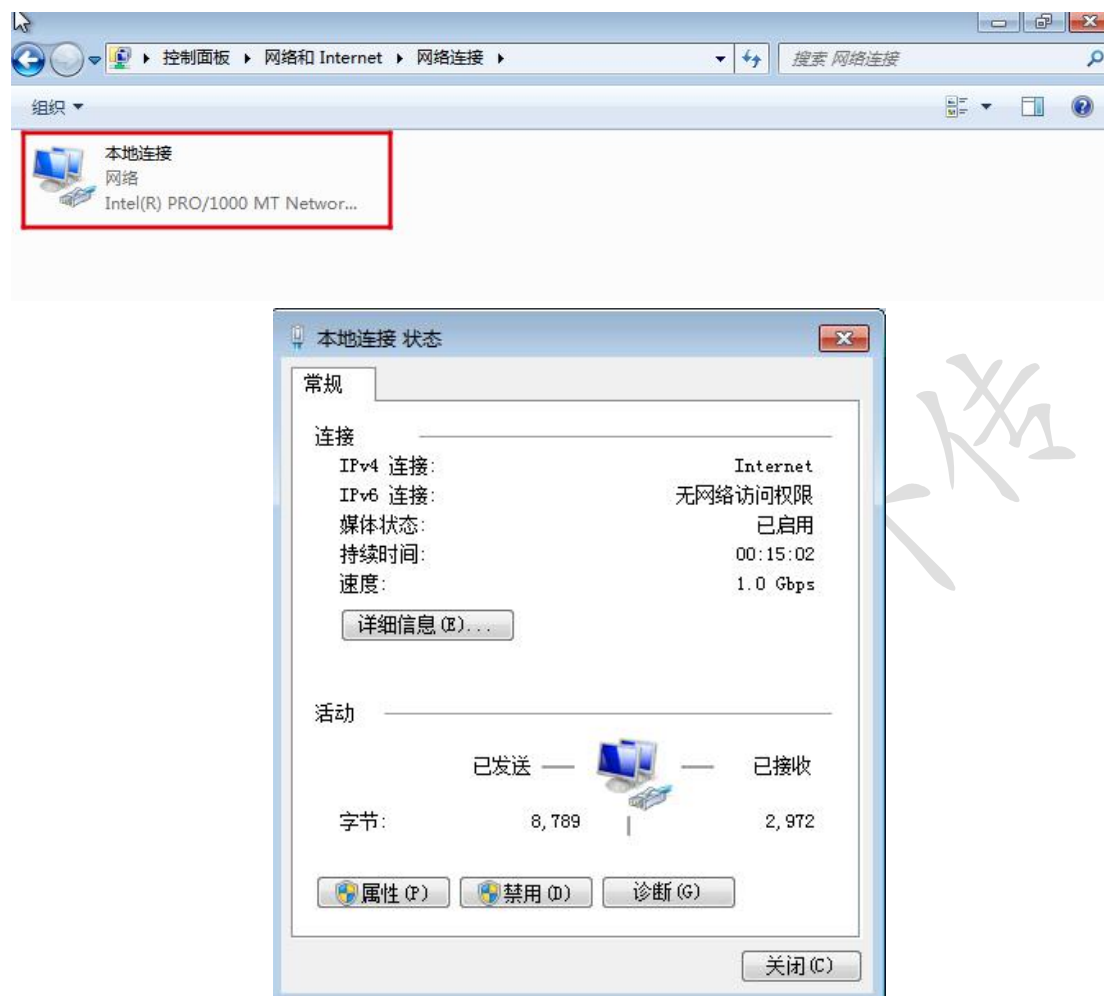 控制面板 ▸ 网络和 Internet ▸ 网络连接 ▸
搜索 网络连接
组织
本地连接
网络
Intel(R) PRO/1000 MT Networ...
本地连接 状态
常规
连接
IPv4 连接: Internet
IPv6 连接: 无网络访问权限
媒体状态: 已启用
持续时间: 00:15:02
速度: 1.0 Gbps
详细信息(E)...
活动
已发送 — — 已接收
字节: 8,789 2,972
属性(P) 禁用(D) 诊断(G)
关闭(C)